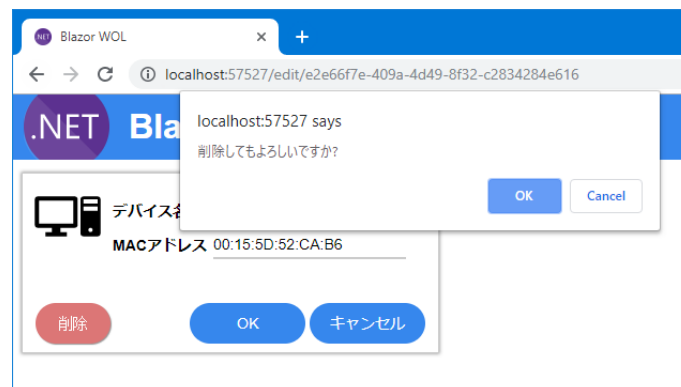 Blazor WOL
localhost:57527/edit/e2e66f7e-409a-4d49-8f32-c2834284e616
.NET Bla
localhost:57527 says
削除してもよろしいですか?
OK Cancel
デバイス名
MACアドレス 00:15:5D:52:CA:B6
削除 OK キャンセル